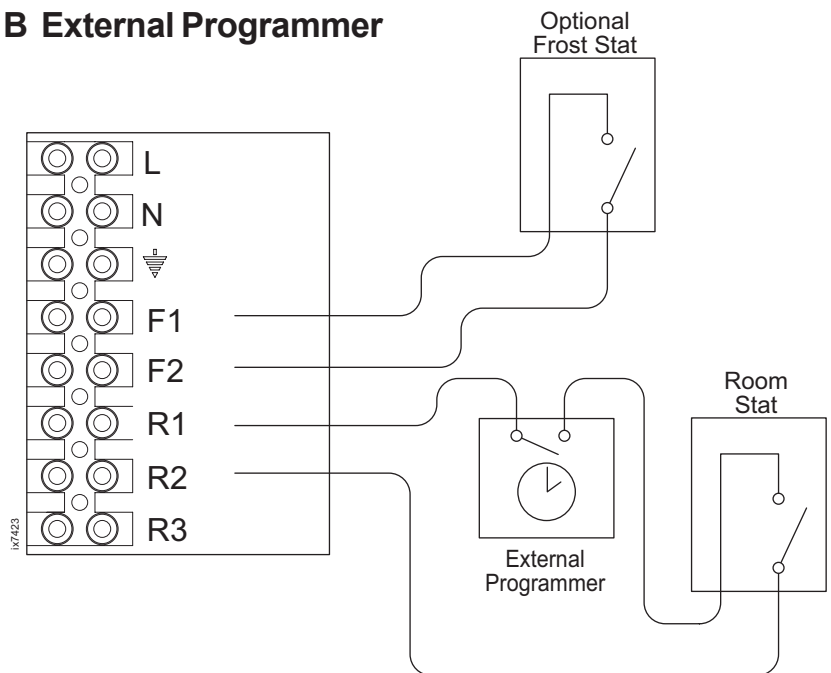 B External Programmer
Optional
Frost Stat
L
N
F1
F2
R1
R2
R3
Room
Stat
External
Programmer
ix7423